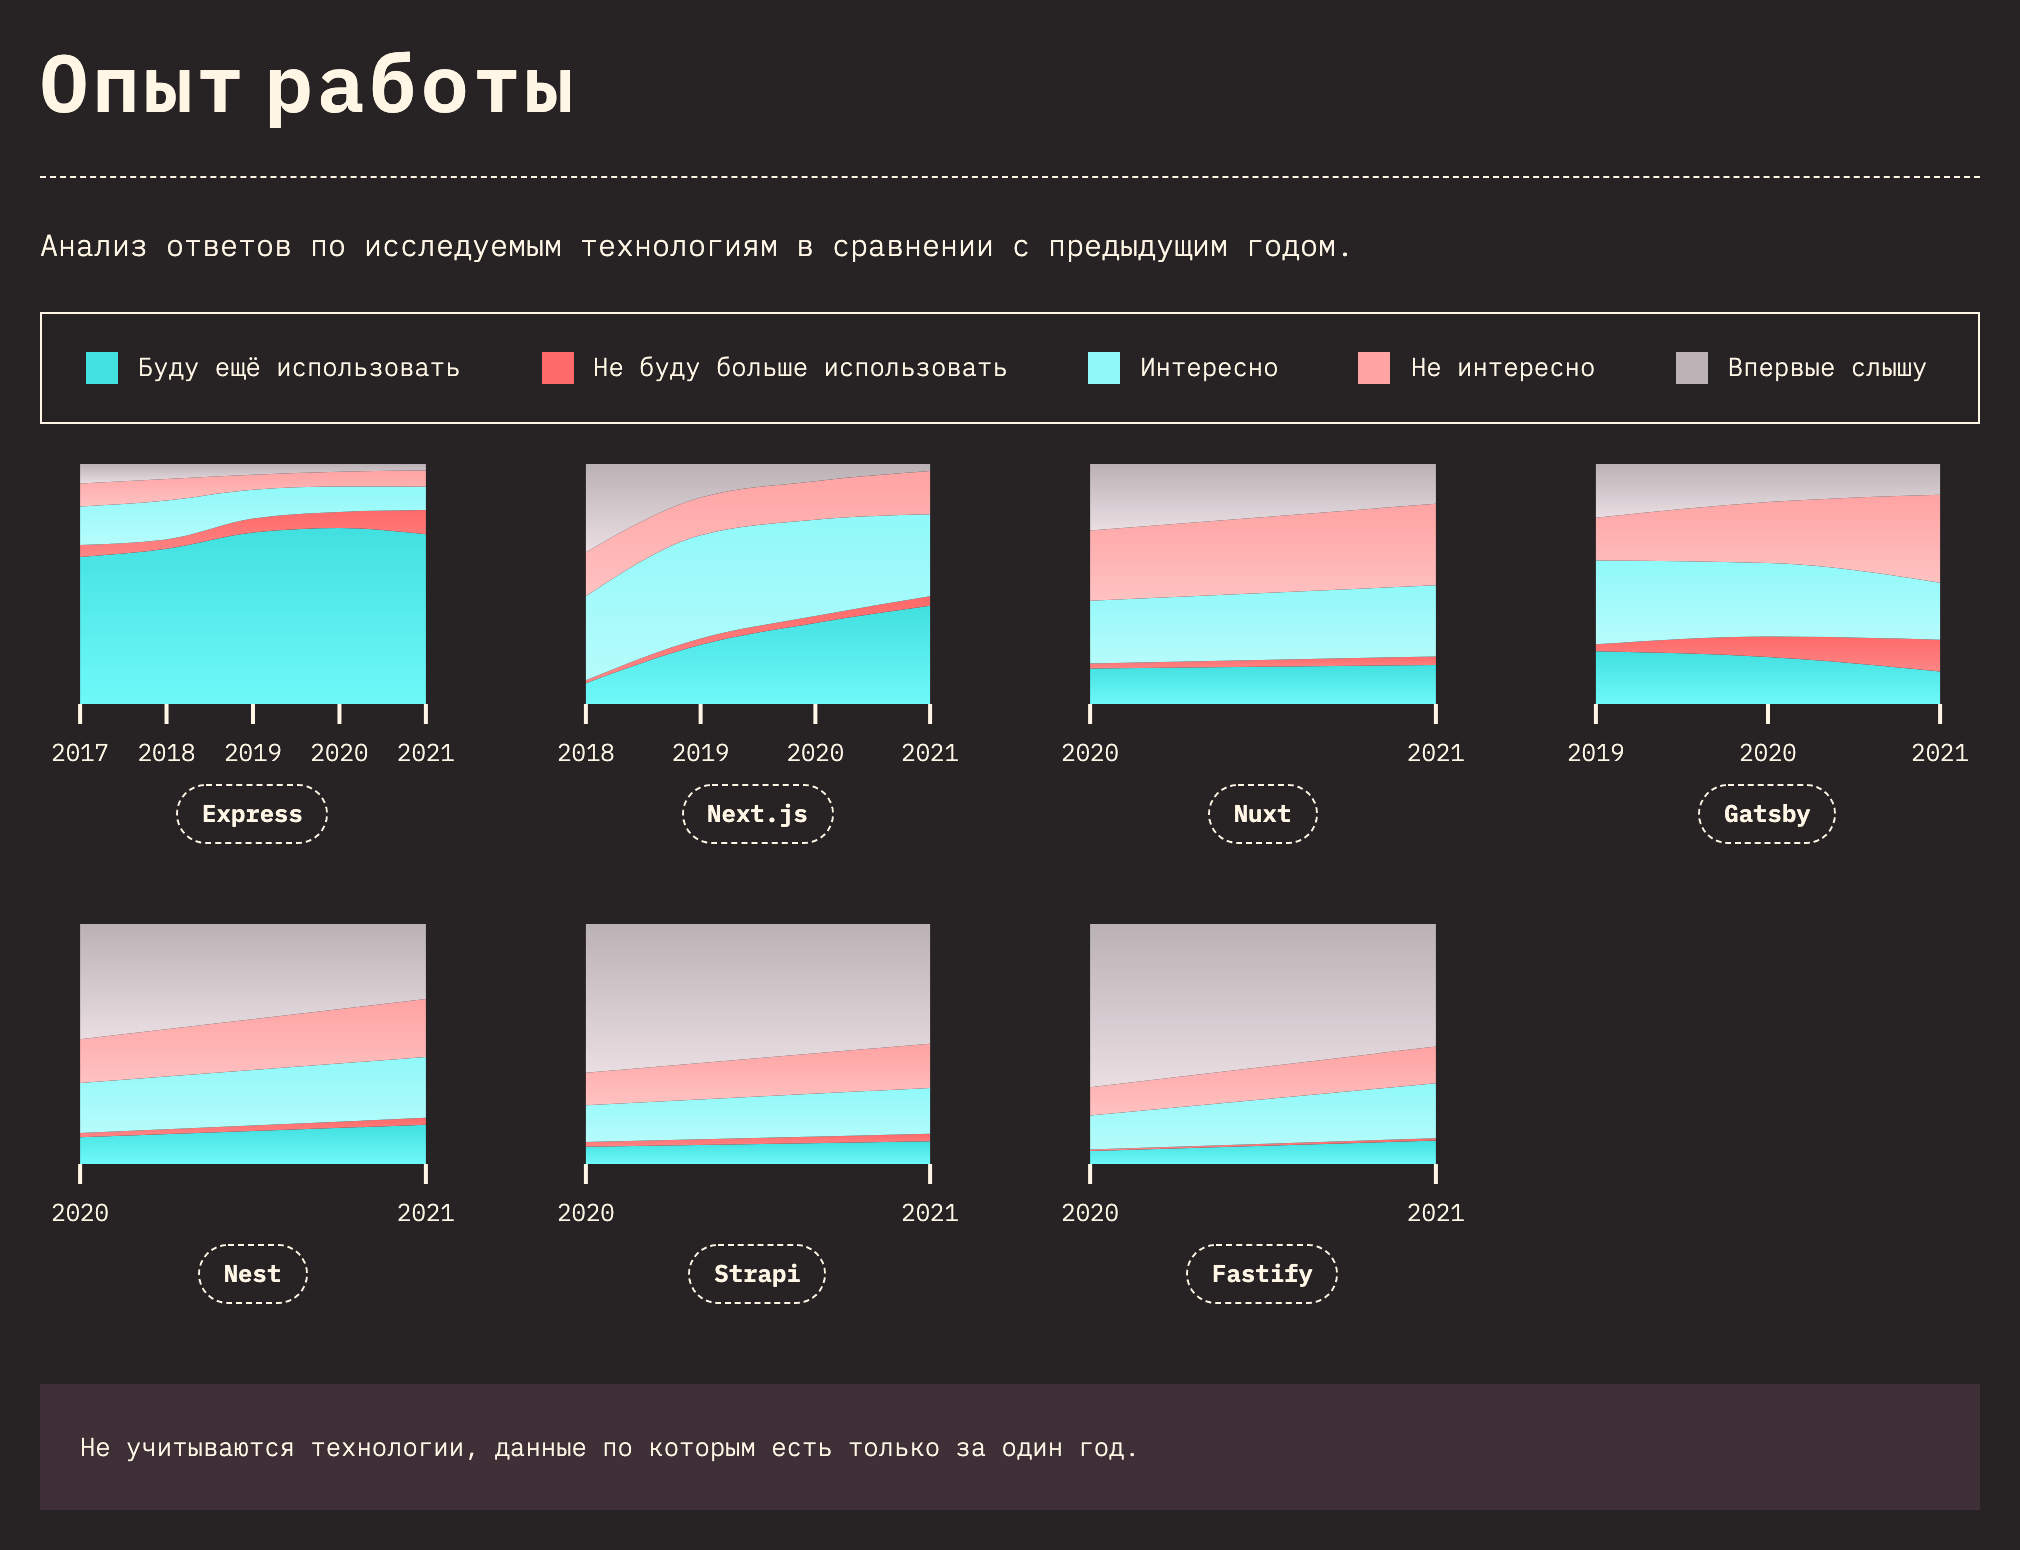 Опыт работы
Анализ ответов по исследуемым технологиям в сравнении с предыдущим годом.
Буду ещё использовать Не буду больше использовать Интересно Не интересно Впервые слышу
2017 2018 2019 2020 2021
Express
2018 2019 2020 2021
Next.js
2020 2021
Nuxt
2019 2020 2021
Gatsby
2020 2021
Nest
2020 2021
Strapi
2020 2021
Fastify
Не учитываются технологии, данные по которым есть только за один год.